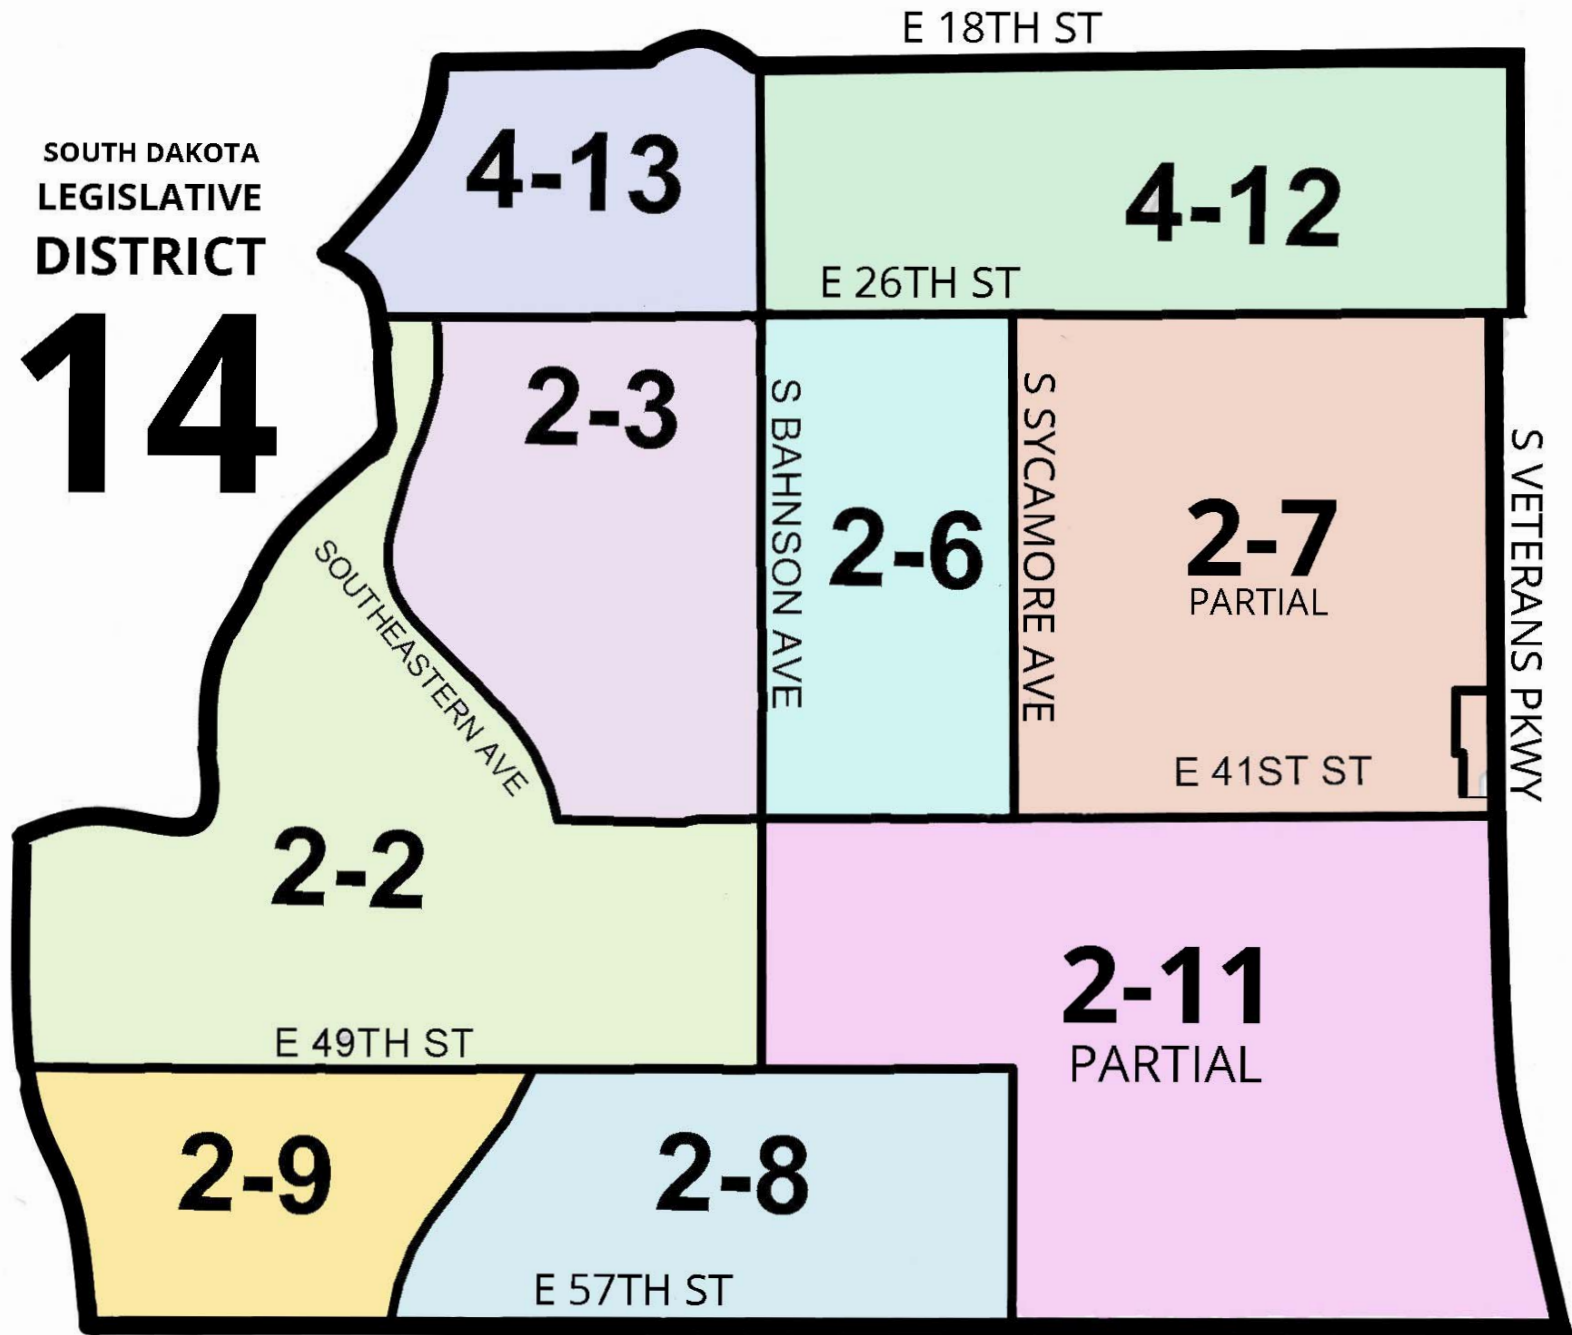 E 18TH ST
SOUTH DAKOTA
LEGISLATIVE
DISTRICT
14
4-13
4-12
E 26TH ST
2-3
S BAHNSON AVE
2-6
S SYCAMORE AVE
2-7
PARTIAL
S VETERANS PKWY
SOUTHEASTERN AVE
E 41ST ST
2-2
2-11
PARTIAL
E 49TH ST
2-9
2-8
E 57TH ST